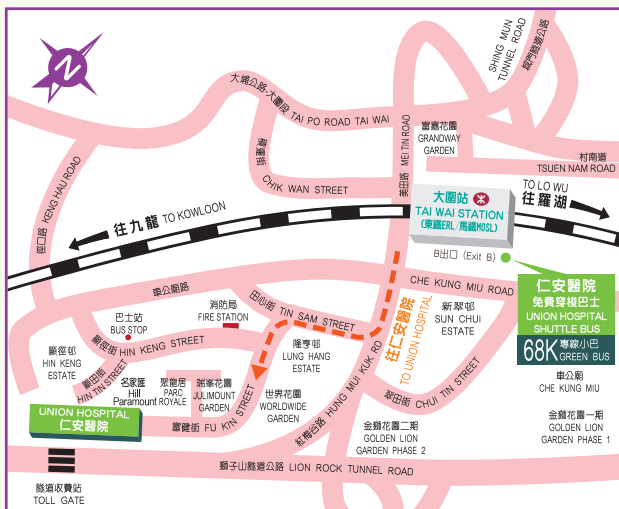 N
SHING MUN
TUNNEL ROAD
城門隧道公路
大埔公路-大圍段 TAI PO ROAD TAI WAI
美田路 MEI TIN ROAD
富嘉花園
GRANDWAY
GARDEN
村南道
TSUEN NAM ROAD
積運街
CHIK WAN STREET
徑口路 KENG HAU ROAD
大圍站
TAI WAI STATION
(東鐵ERL/馬鐵MOSL)
TO LO WU
往羅湖
往九龍 TO KOWLOON
B出口 (Exit B)
仁安醫院
免費穿梭巴士
UNION HOSPITAL
SHUTTLE BUS
68K 專線小巴
GREEN BUS
車公廟路
CHE KUNG MIU ROAD
田心街 TIN SAM STREET
往仁安醫院
TO UNION HOSPITAL
消防局
FIRE STATION
巴士站
BUS STOP
新翠邨
SUN CHUI
ESTATE
顯徑邨
HIN KENG
ESTATE
顯徑街 HIN KENG STREET
顯田街
HIN TIN STREET
隆亨邨
LUNG HANG
ESTATE
車公廟
CHE KUNG MIU
名家匯
Hill
Paramount
聚龍居
PARC
ROYALE
瑞峯花園
JULIMOUNT
GARDEN
世界花園
WORLDWIDE
GARDEN
紅梅谷路 HUNG MUI KUK RD
翠田街 CHUI TIN STREET
UNION HOSPITAL
仁安醫院
富健街 FU KIN STREET
金獅花園二期
GOLDEN LION
GARDEN PHASE 2
金獅花園一期
GOLDEN LION
GARDEN PHASE 1
獅子山隧道公路 LION ROCK TUNNEL ROAD
隧道收費站
TOLL GATE